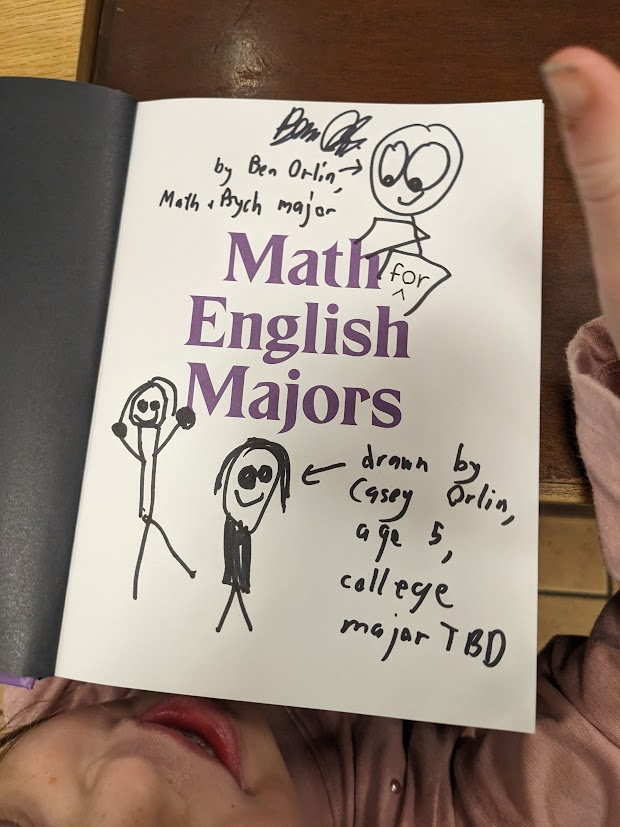 Ben O
by Ben Orlin,
Math + Psych major
Math for
English
Majors
drawn by
Casey Orlin,
age 5,
college
major TBD